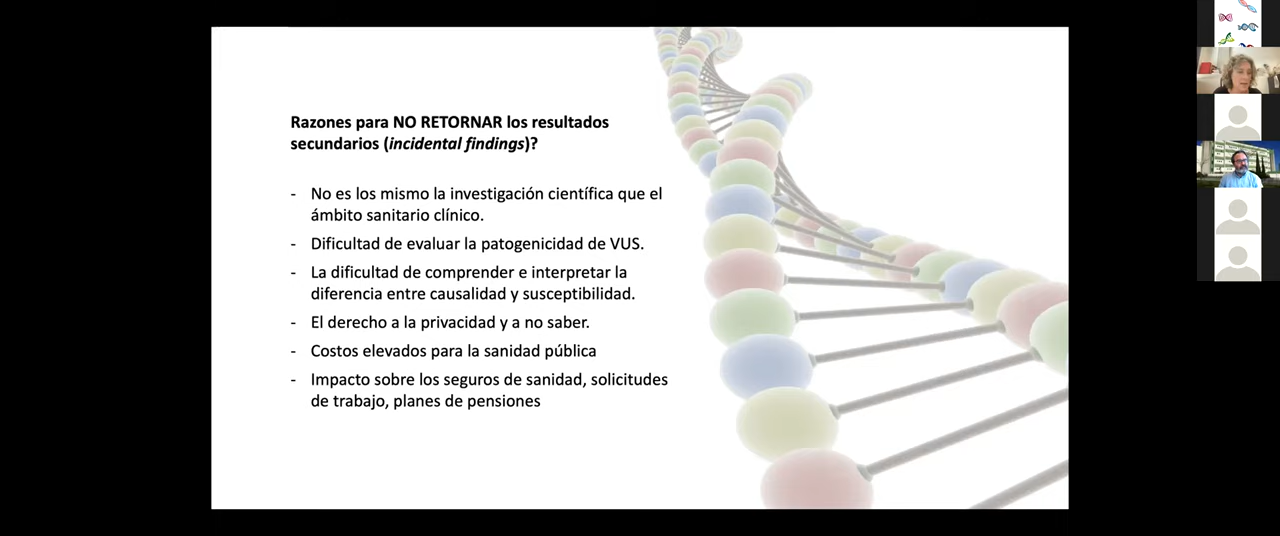 Razones para NO RETORNAR los resultados
secundarios (incidental findings)?
- No es los mismo la investigación científica que el
ámbito sanitario clínico.
- Dificultad de evaluar la patogenicidad de VUS.
- La dificultad de comprender e interpretar la
diferencia entre causalidad y susceptibilidad.
- El derecho a la privacidad y a no saber.
- Costos elevados para la sanidad pública
- Impacto sobre los seguros de sanidad, solicitudes
de trabajo, planes de pensiones